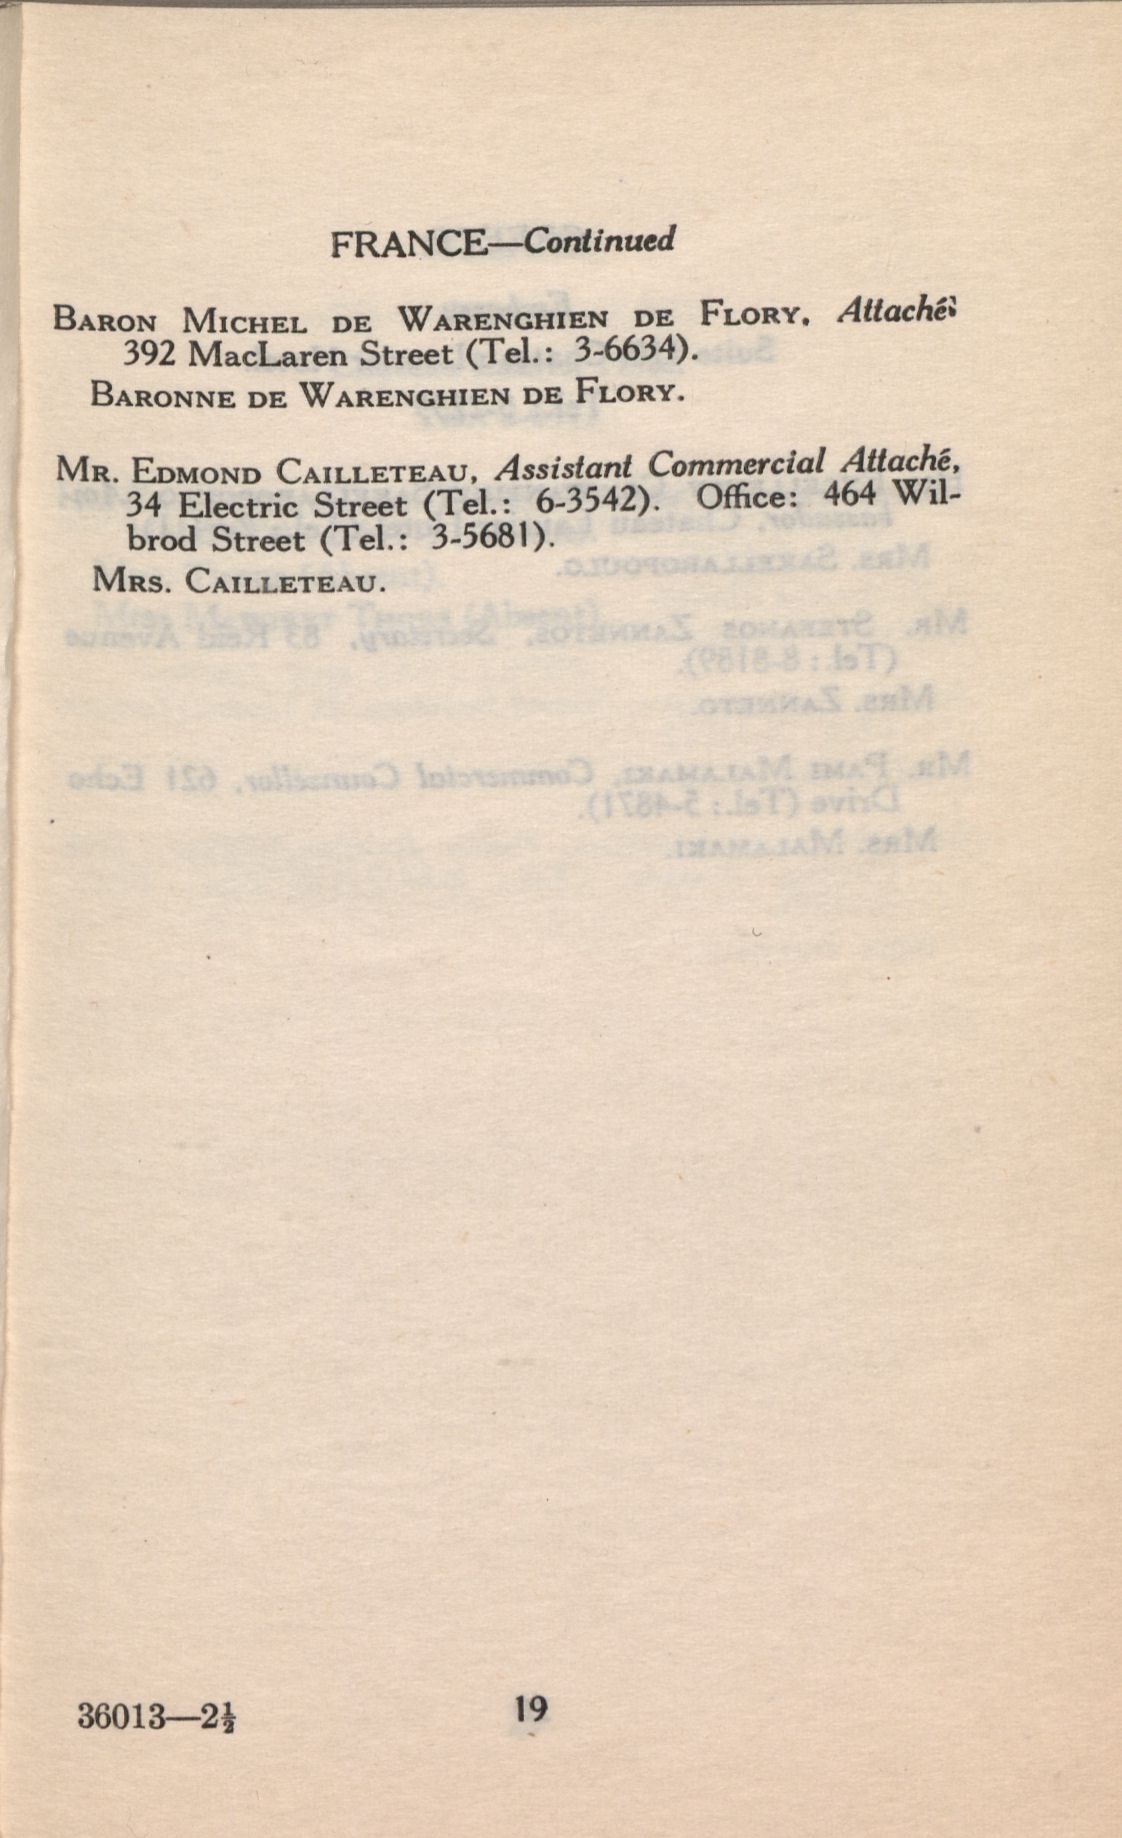 FRANCE—Continued
BARON MICHEL DE WARENGHIEN DE FLORY, Attaché,
392 MacLaren Street (Tel.: 3-6634).
BARONNE DE WARENGHIEN DE FLORY.
MR. EDMOND CAILLETEAU, Assistant Commercial Attaché,
34 Electric Street (Tel.: 6-3542). Office: 464 Wil-
brod Street (Tel.: 3-5681).
MRS. CAILLETEAU.
36013—2½
19